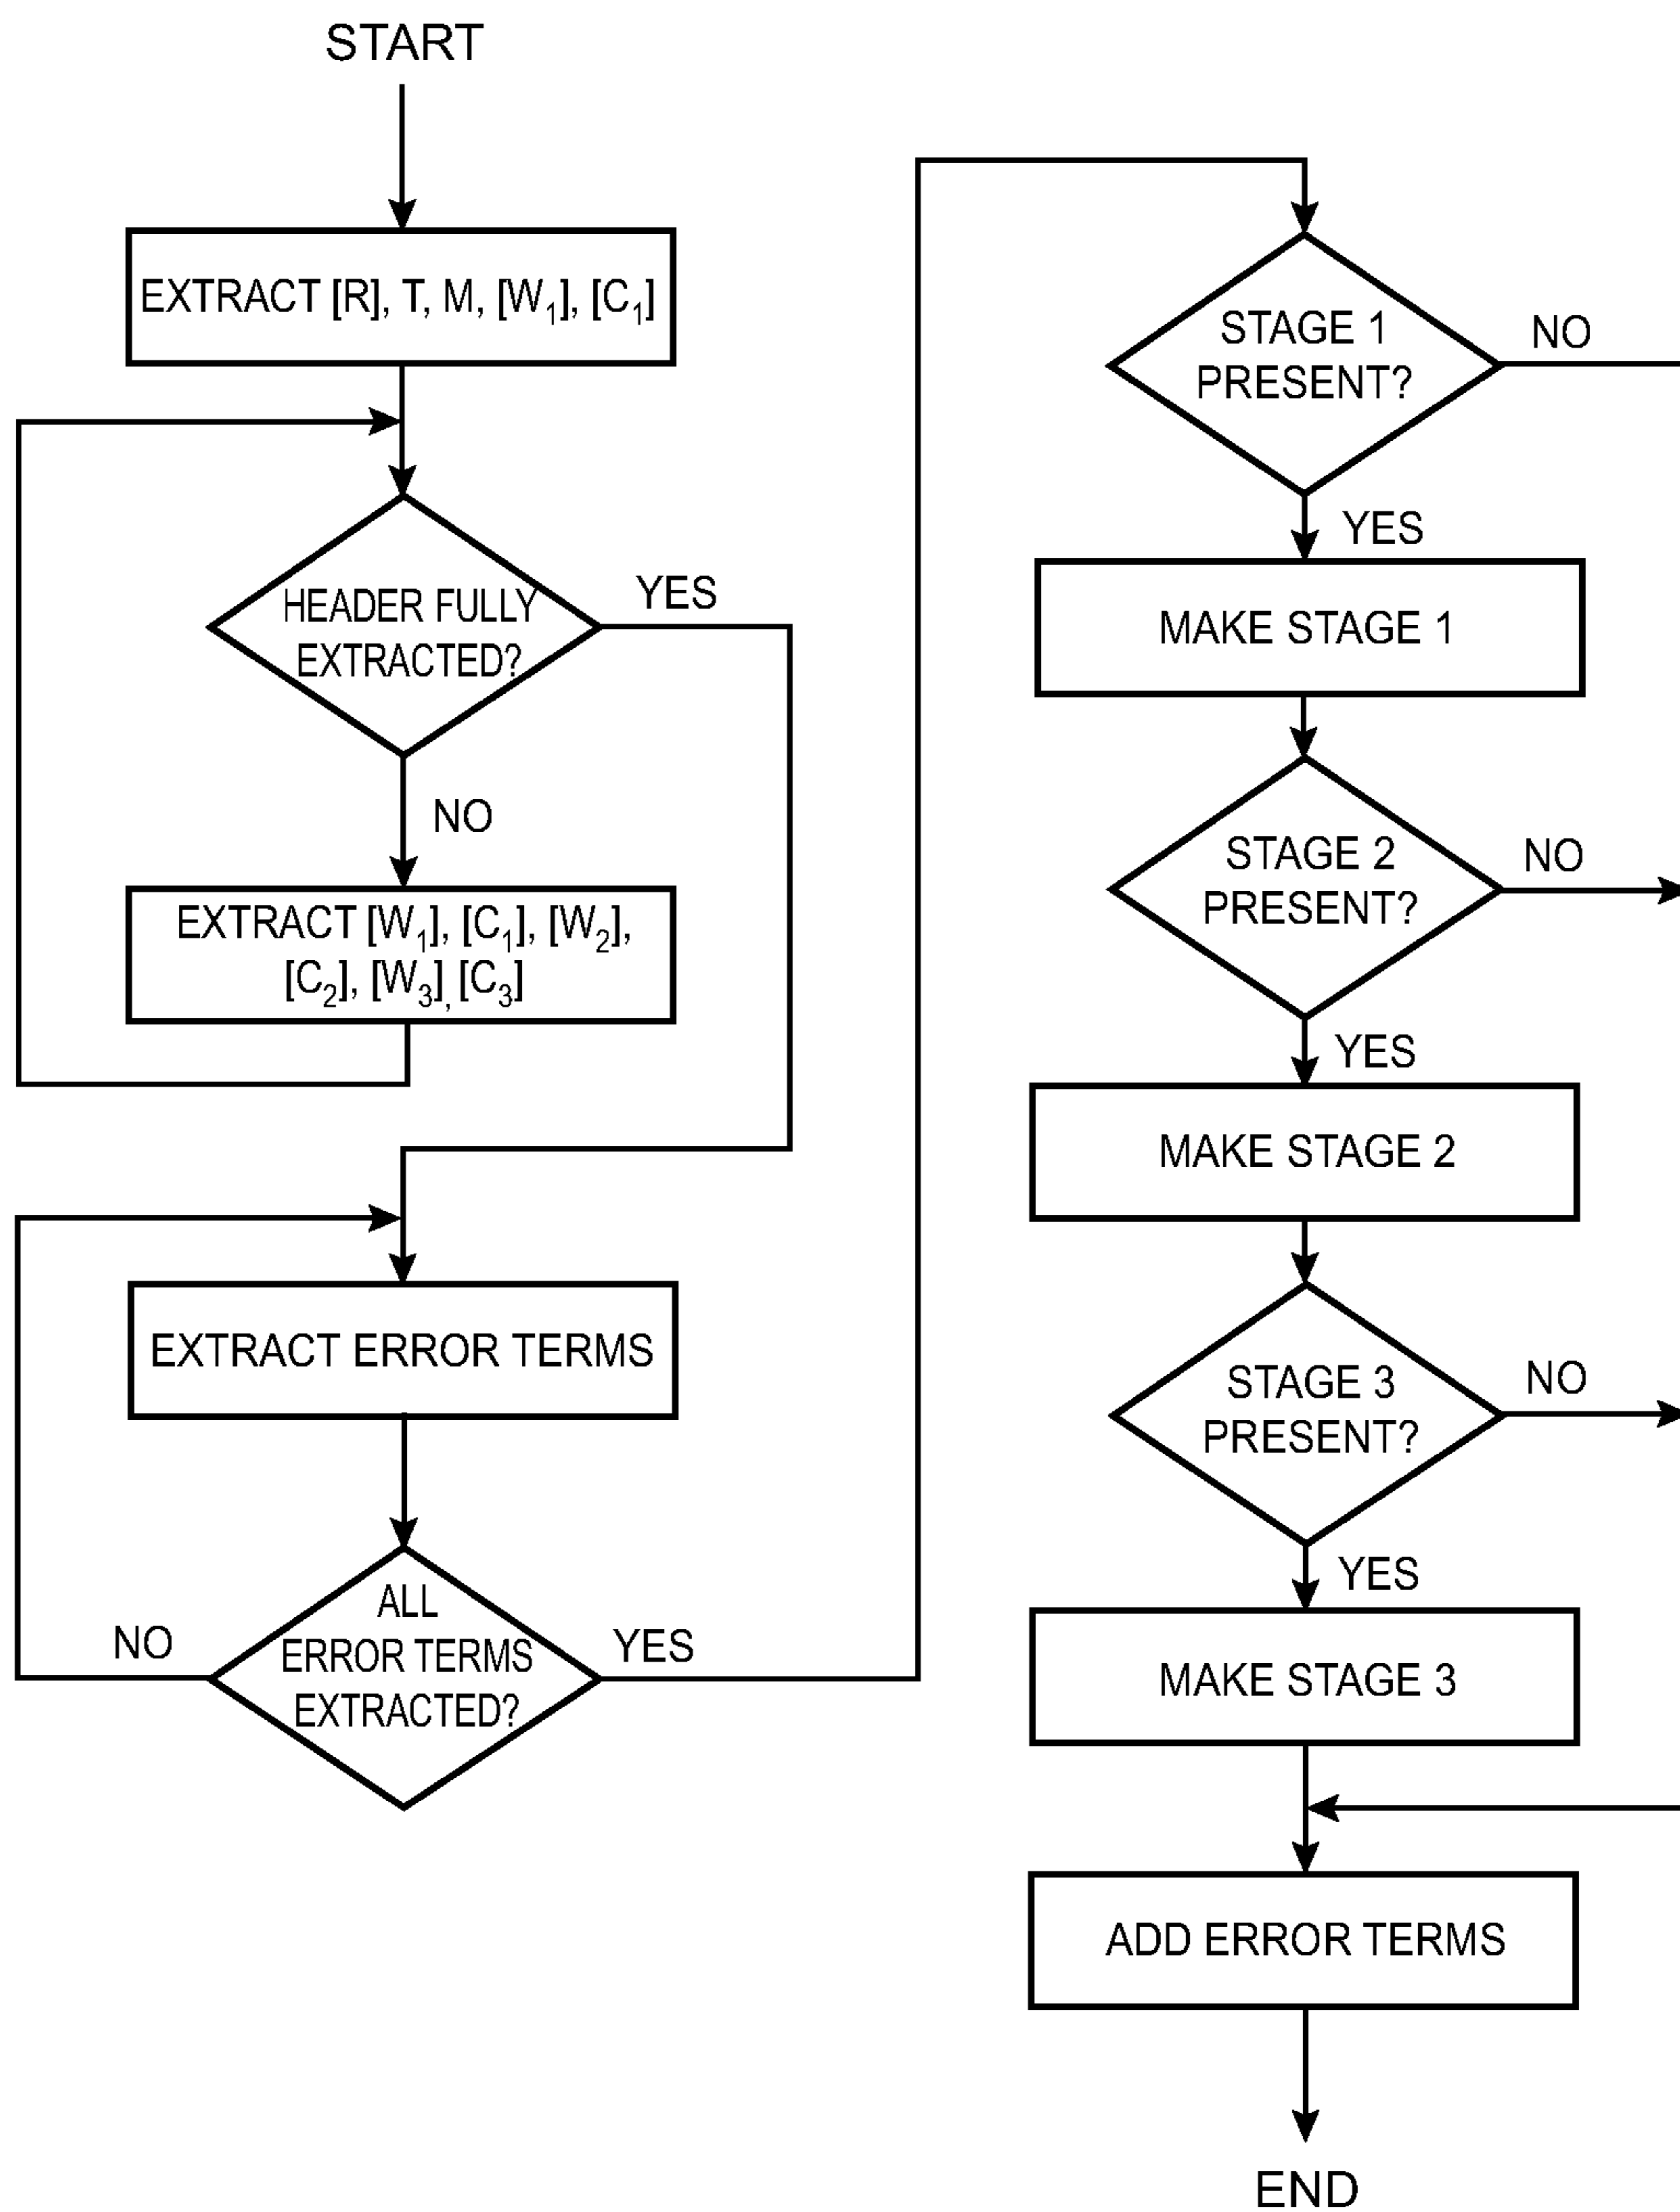 START
EXTRACT [R], T, M, [W₁], [C₁]
HEADER FULLY
EXTRACTED?
YES
NO
EXTRACT [W₁], [C₁], [W₂],
[C₂], [W₃], [C₃]
EXTRACT ERROR TERMS
ALL
ERROR TERMS
EXTRACTED?
NO
YES
STAGE 1
PRESENT?
NO
YES
MAKE STAGE 1
STAGE 2
PRESENT?
NO
YES
MAKE STAGE 2
STAGE 3
PRESENT?
NO
YES
MAKE STAGE 3
ADD ERROR TERMS
END